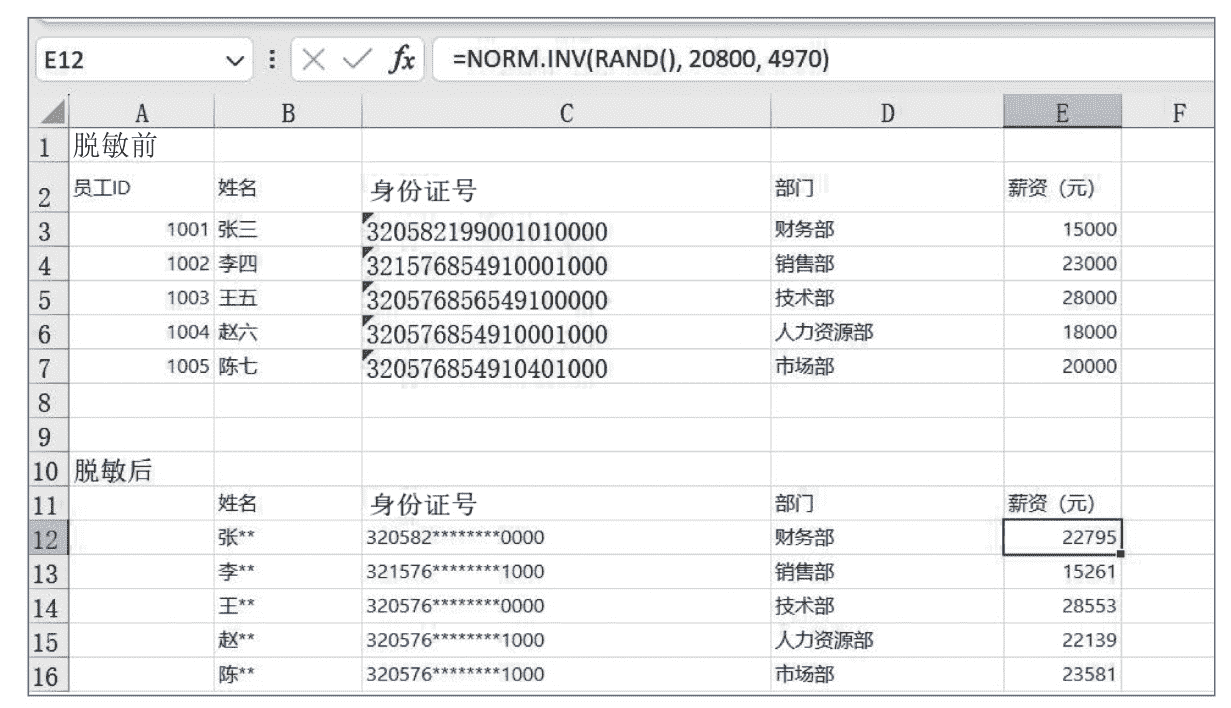 E12 fx =NORM.INV(RAND(), 20800, 4970)
A B C D E F
1 脱敏前
2 员工ID 姓名 身份证号 部门 薪资（元）
3 1001 张三 320582199001010000 财务部 15000
4 1002 李四 321576854910001000 销售部 23000
5 1003 王五 320576856549100000 技术部 28000
6 1004 赵六 320576854910001000 人力资源部 18000
7 1005 陈七 320576854910401000 市场部 20000
8
9
10 脱敏后
11 姓名 身份证号 部门 薪资（元）
12 张** 320582********0000 财务部 22795
13 李** 321576********1000 销售部 15261
14 王** 320576********0000 技术部 28553
15 赵** 320576********1000 人力资源部 22139
16 陈** 320576********1000 市场部 23581